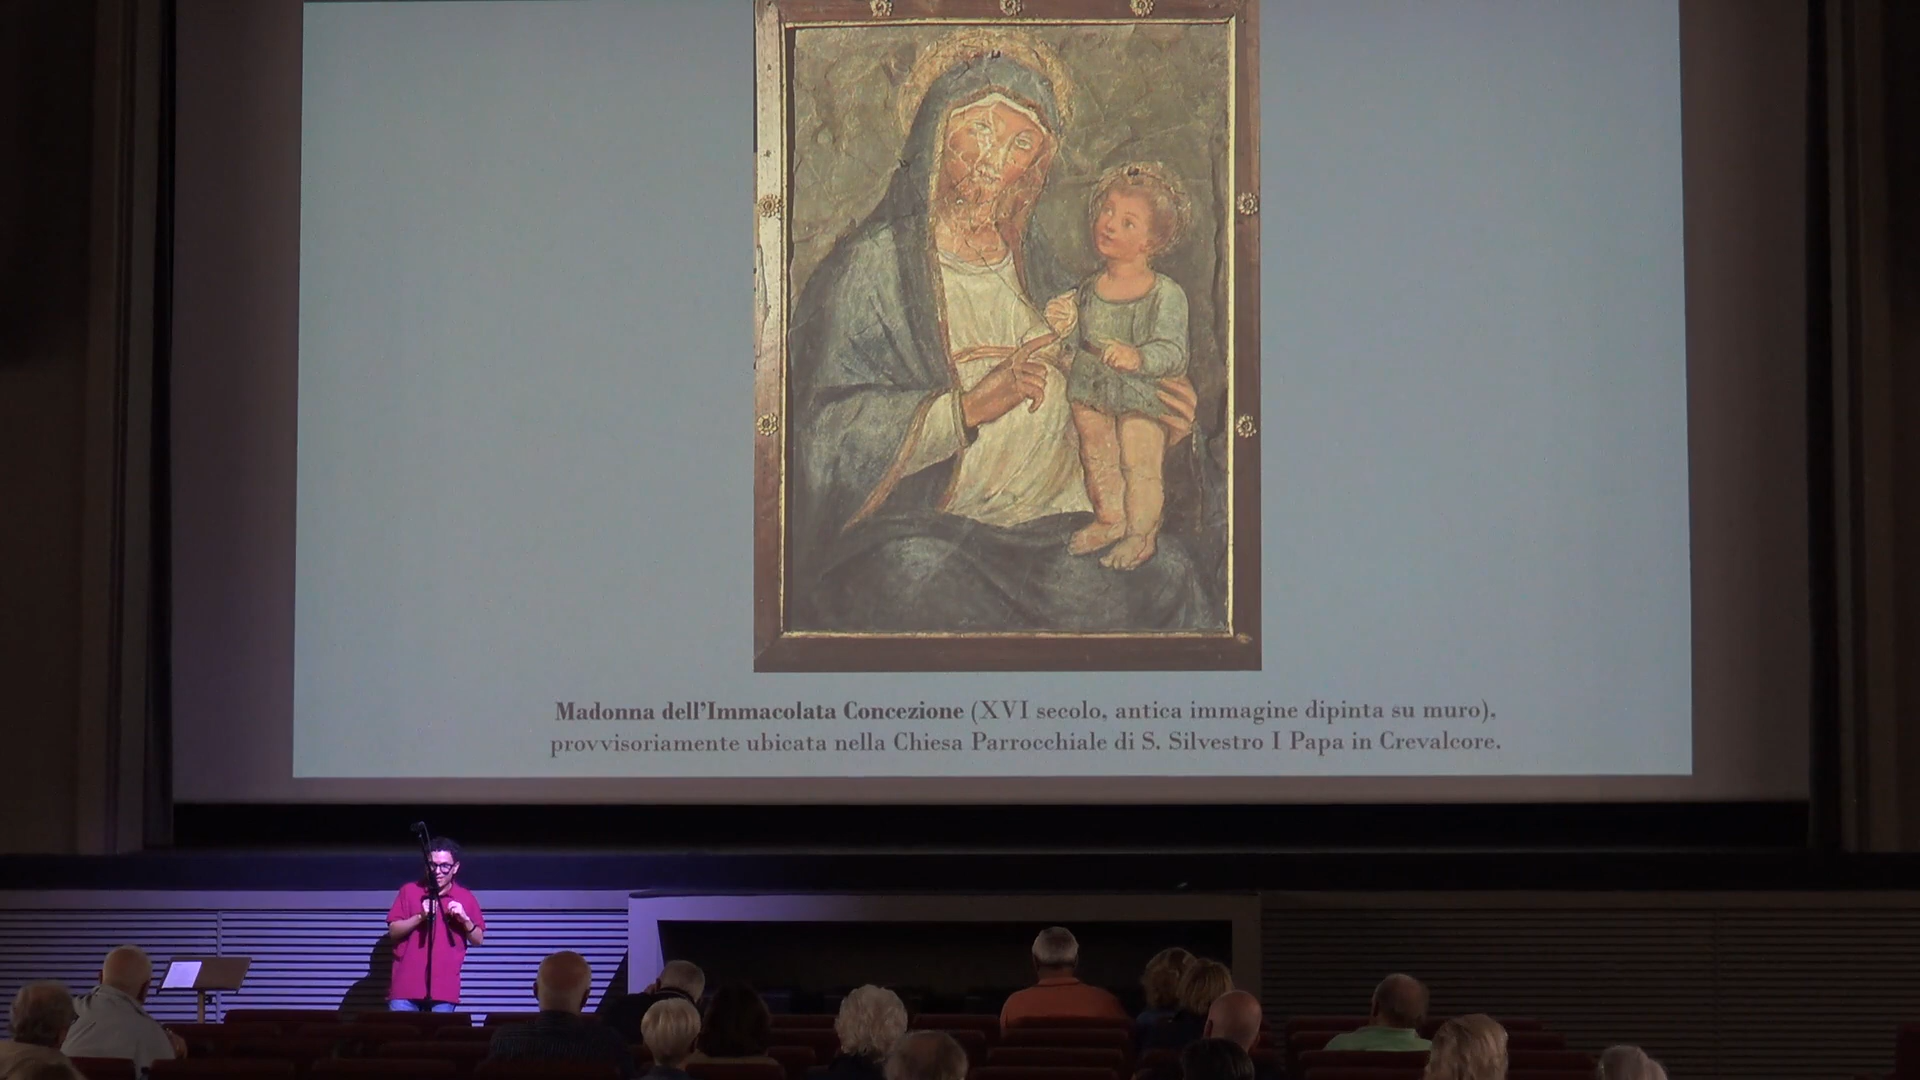 Madonna dell'Immacolata Concezione (XVI secolo, antica immagine dipinta su muro),
provvisoriamente ubicata nella Chiesa Parrocchiale di S. Silvestro I Papa in Crevalcore.